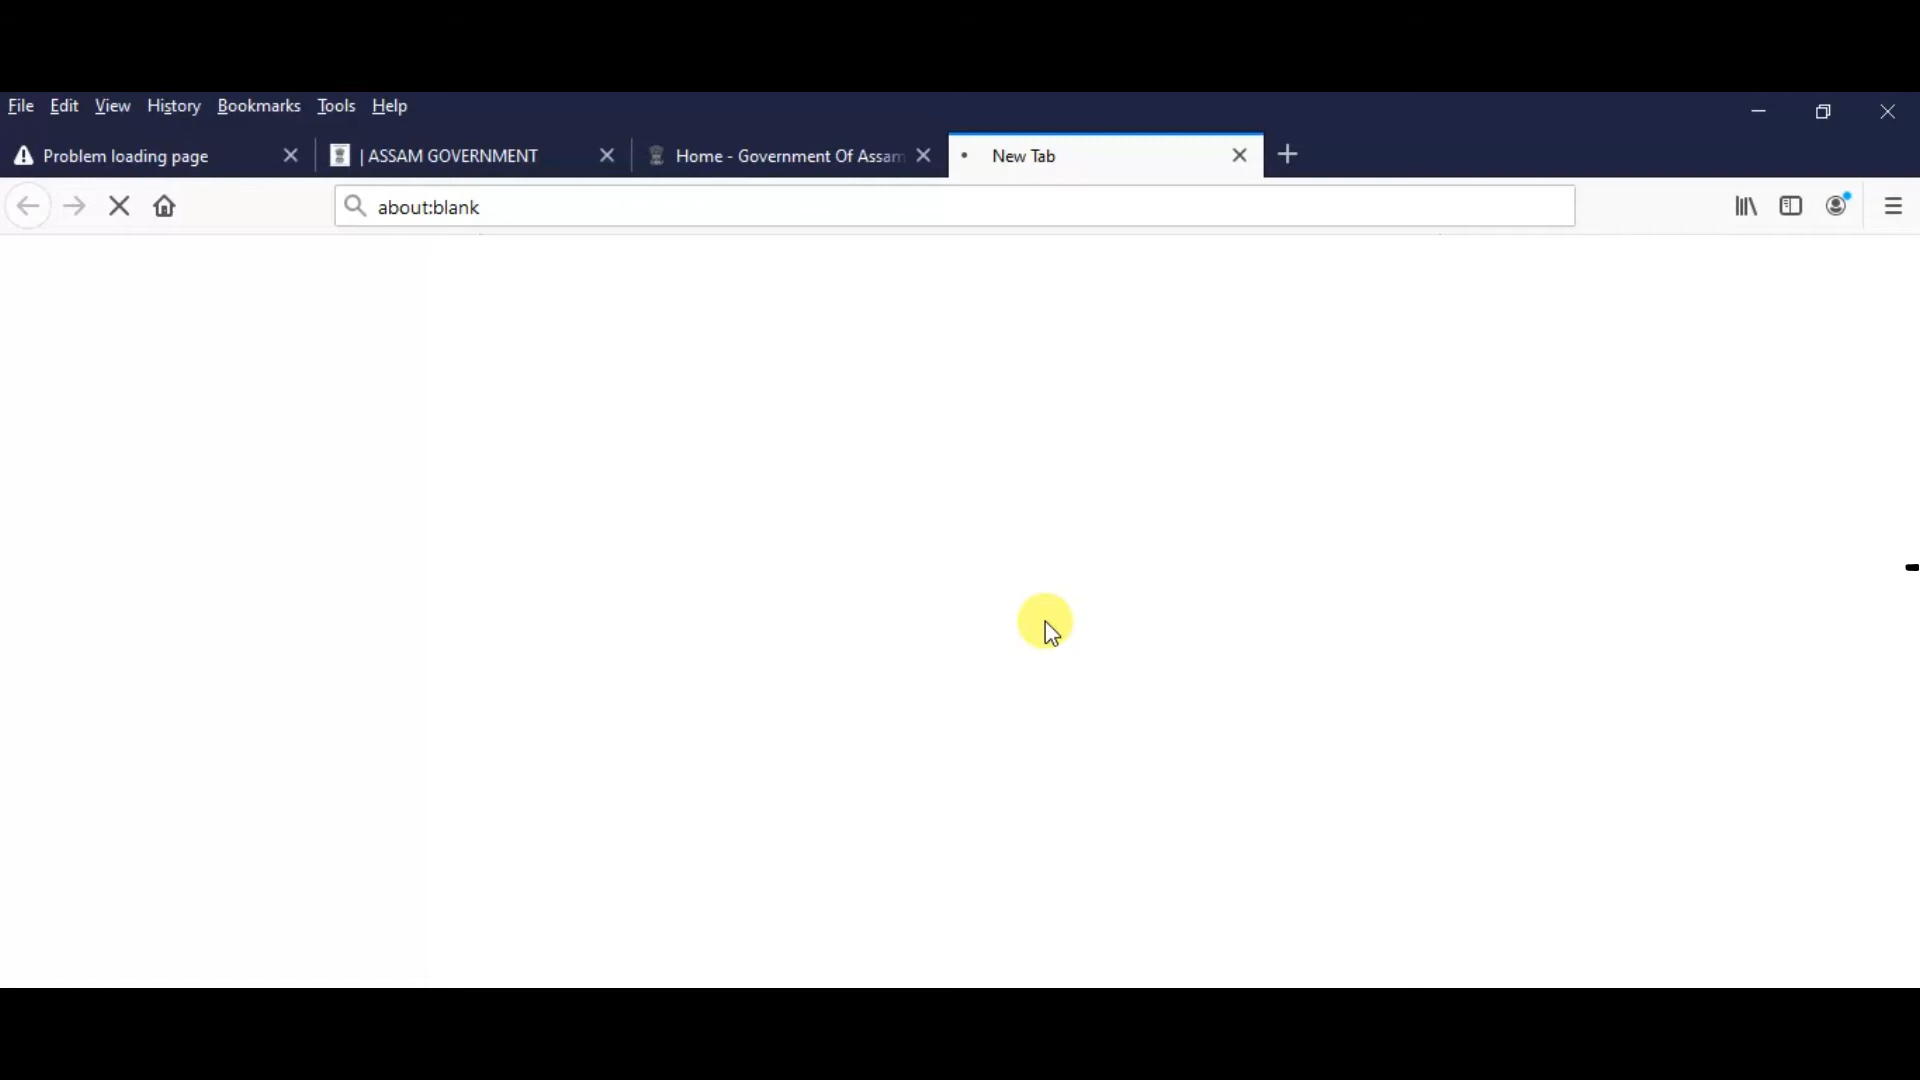 File Edit View History Bookmarks Tools Help
Problem loading page | ASSAM GOVERNMENT Home - Government Of Assam New Tab
about:blank